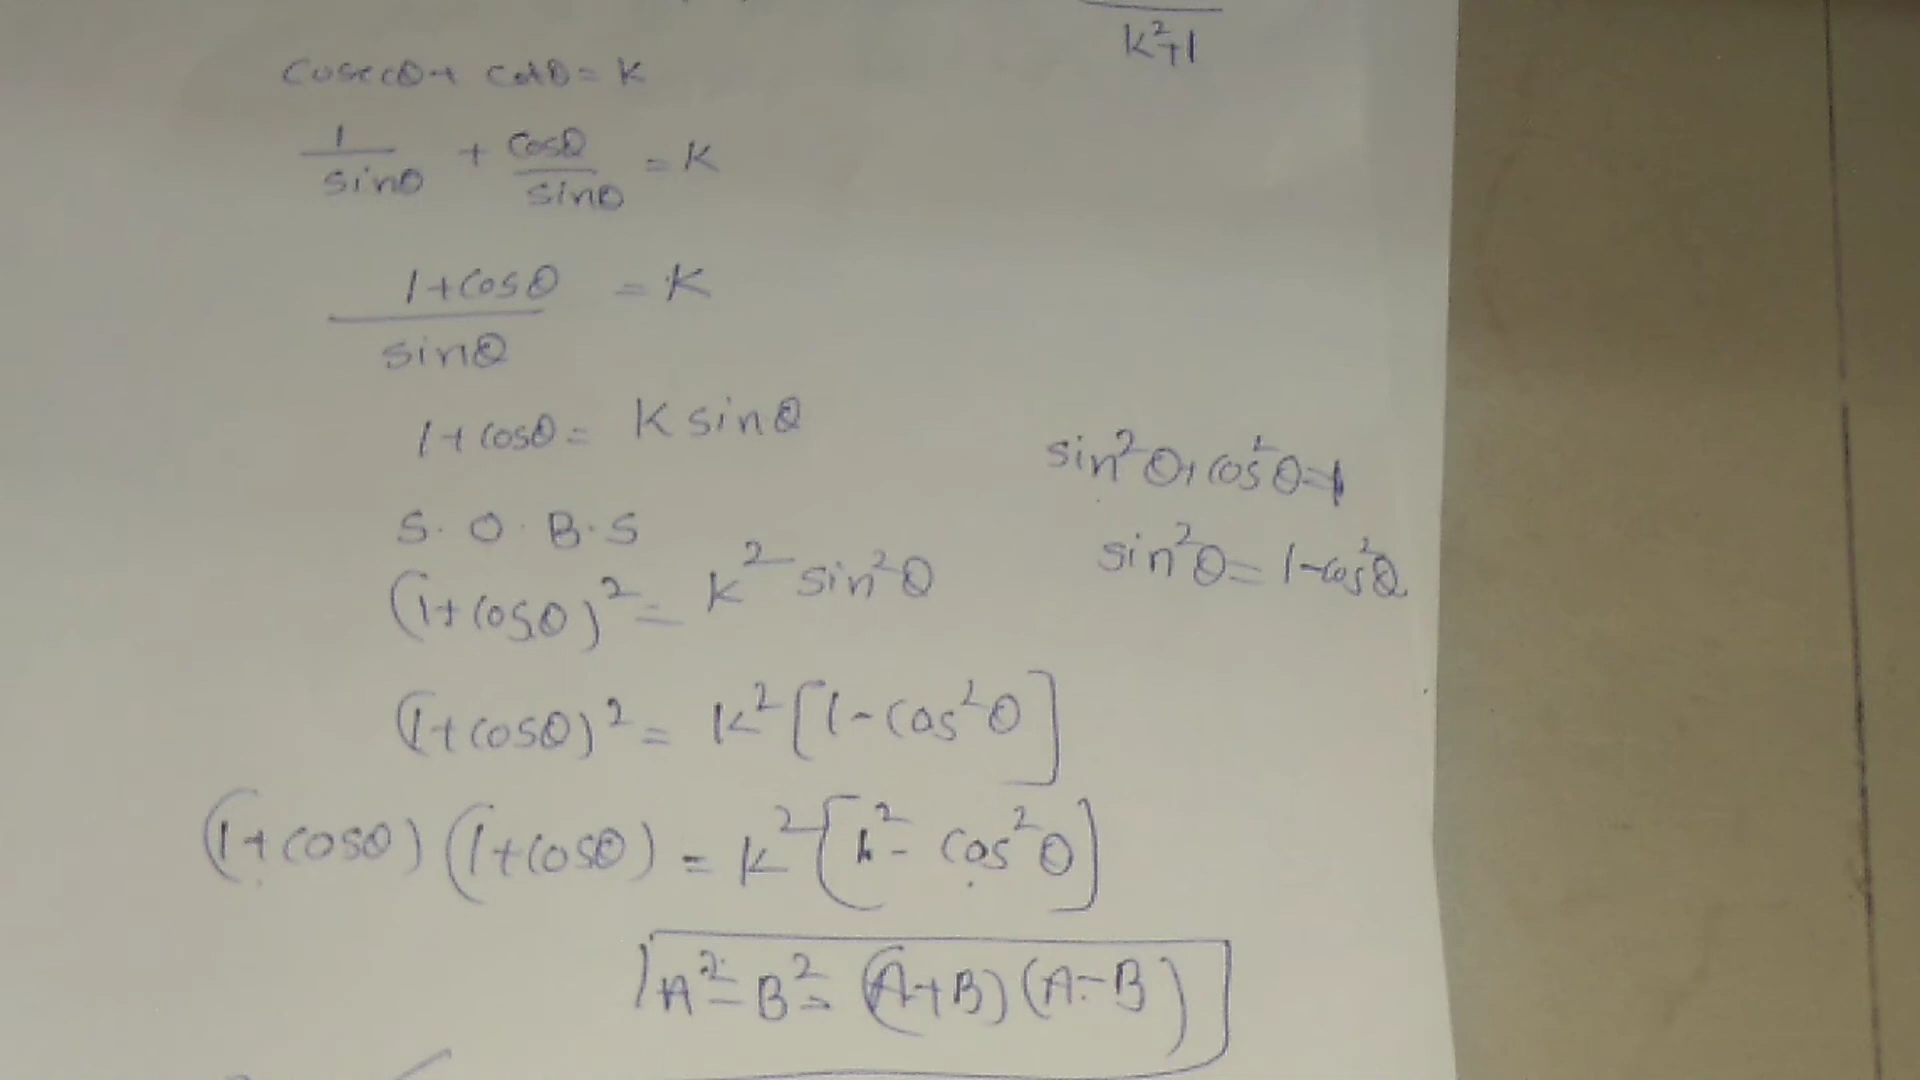 K²+1
Cosecθ+ cotθ = K
1/sinθ + cosθ/sinθ = K
1+cosθ/sinθ = K
1+cosθ = K sinθ
sin²θ+cos²θ=1
S.O.B.S
sin²θ = 1-cos²θ
(1+cosθ)² = K² sin²θ
(1+cosθ)² = K² [1-cos²θ]
(1+cosθ) (1+cosθ) = K² [1² - cos²θ]
A² - B² = (A+B) (A-B)